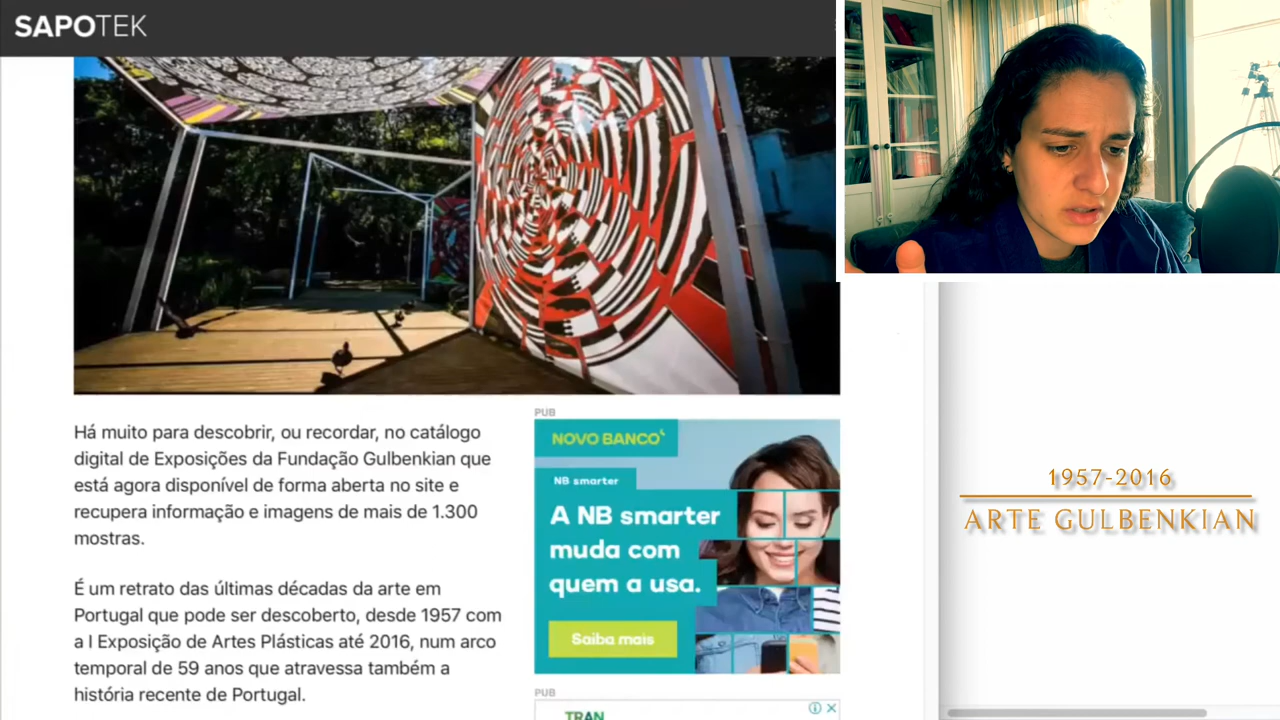 SAPOTEK
Há muito para descobrir, ou recordar, no catálogo
digital de Exposições da Fundação Gulbenkian que
está agora disponível de forma aberta no site e
recupera informação e imagens de mais de 1.300
mostras.
É um retrato das últimas décadas da arte em
Portugal que pode ser descoberto, desde 1957 com
a I Exposição de Artes Plásticas até 2016, num arco
temporal de 59 anos que atravessa também a
história recente de Portugal.
PUB
NOVO BANCO
NB smarter
A NB smarter
muda com
quem a usa.
Saiba mais
PUB
TRAN
1957-2016
ARTE GULBENKIAN